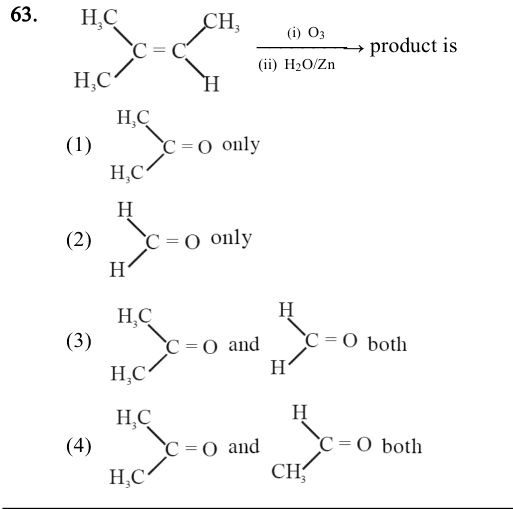 63.
H₃C CH₃
C = C
H₃C H
(i) O₃
(ii) H₂O/Zn
product is
H₃C
(1) C = O only
H₃C
H
(2) C = O only
H
H₃C H
(3) C = O and C = O both
H₃C H
H₃C H
(4) C = O and C = O both
H₃C CH₃